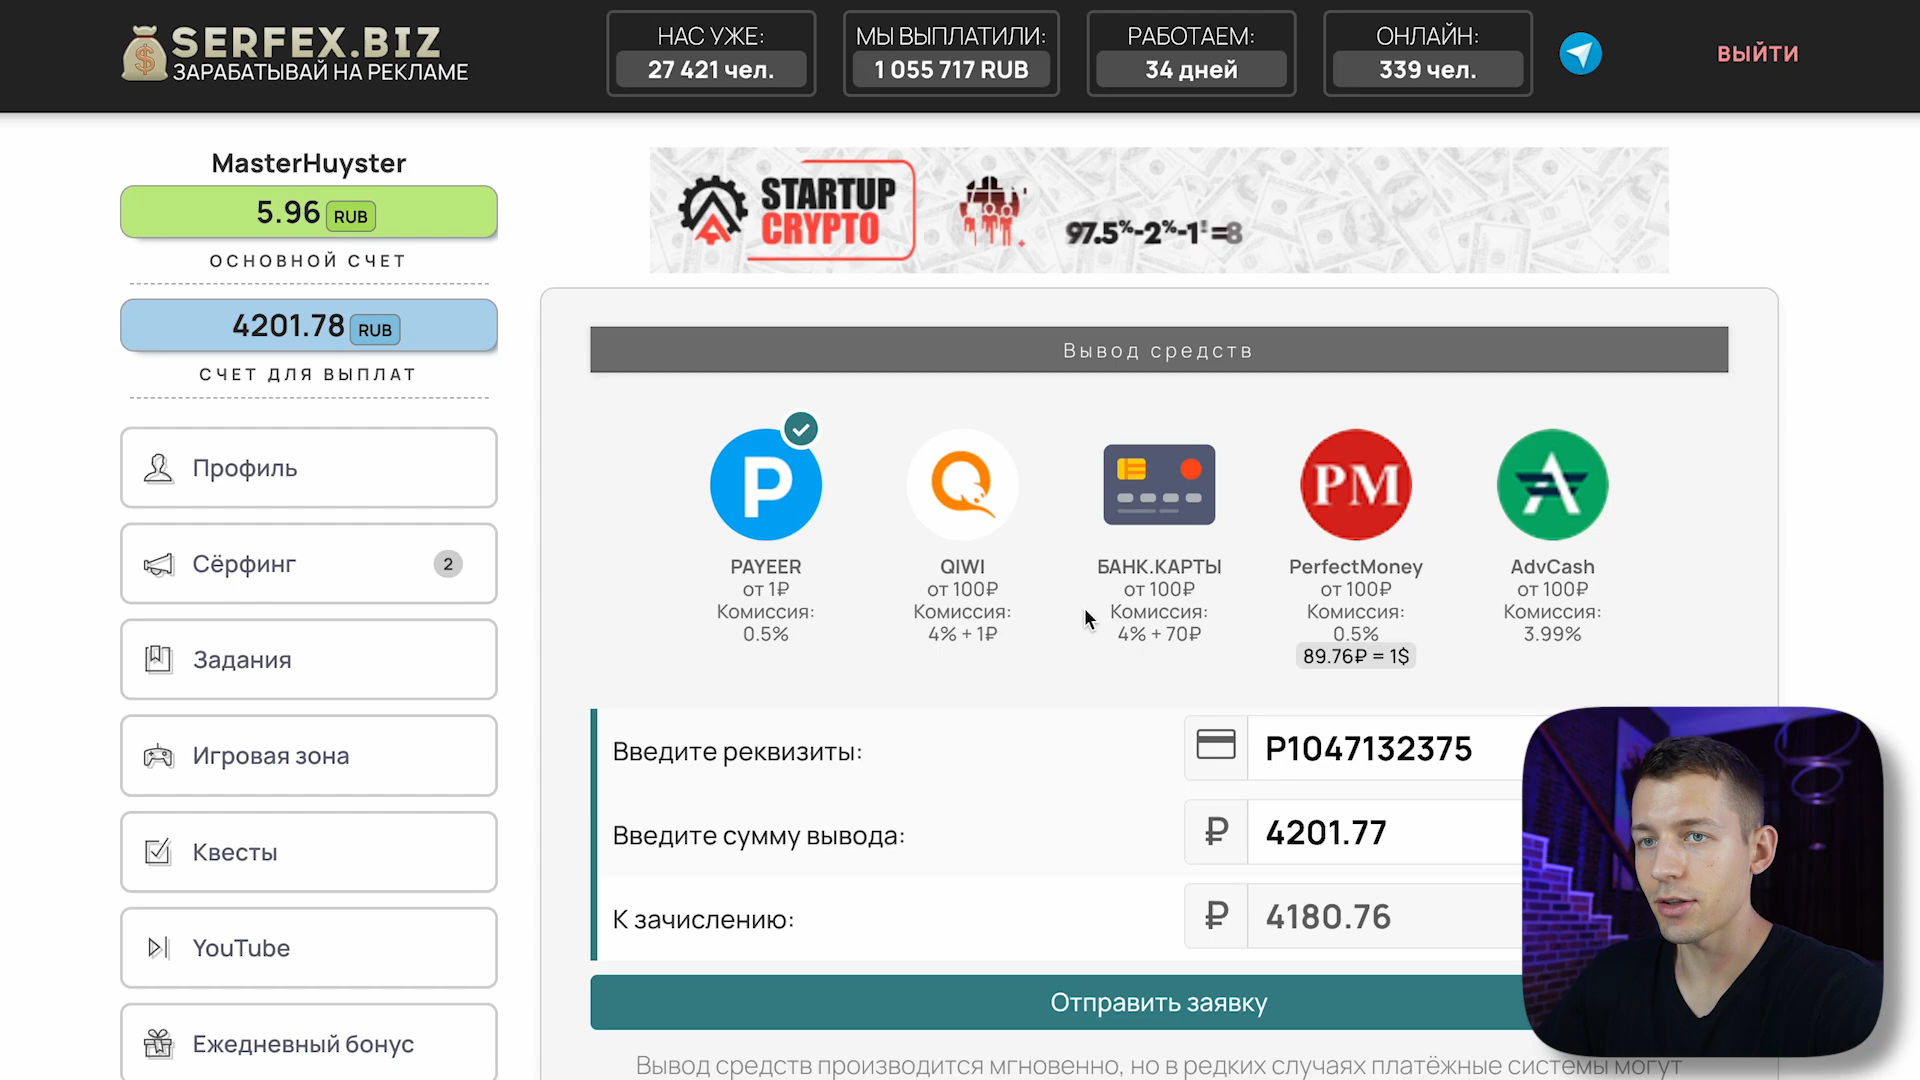 SERFEX.BIZ
ЗАРАБАТЫВАЙ НА РЕКЛАМЕ
НАС УЖЕ:
27 421 чел.
МЫ ВЫПЛАТИЛИ:
1 055 717 RUB
РАБОТАЕМ:
34 дней
ОНЛАЙН:
339 чел.
ВЫЙТИ
MasterHuyster
5.96 RUB
ОСНОВНОЙ СЧЕТ
4201.78 RUB
СЧЕТ ДЛЯ ВЫПЛАТ
Профиль
Сёрфинг 2
Задания
Игровая зона
Квесты
YouTube
Ежедневный бонус
STARTUP
CRYPTO
97.5%-2%-1
Вывод средств
P
PAYEER
от 1₽
Комиссия:
0.5%
QIWI
от 100₽
Комиссия:
4% + 1₽
БАНК.КАРТЫ
от 100₽
Комиссия:
4% + 70₽
PM
PerfectMoney
от 100₽
Комиссия:
0.5%
89.76₽ = 1$
AdvCash
от 100₽
Комиссия:
3.99%
Введите реквизиты:
P1047132375
Введите сумму вывода:
₽ 4201.77
К зачислению:
₽ 4180.76
Отправить заявку
Вывод средств производится мгновенно, но в редких случаях платёжные системы могут